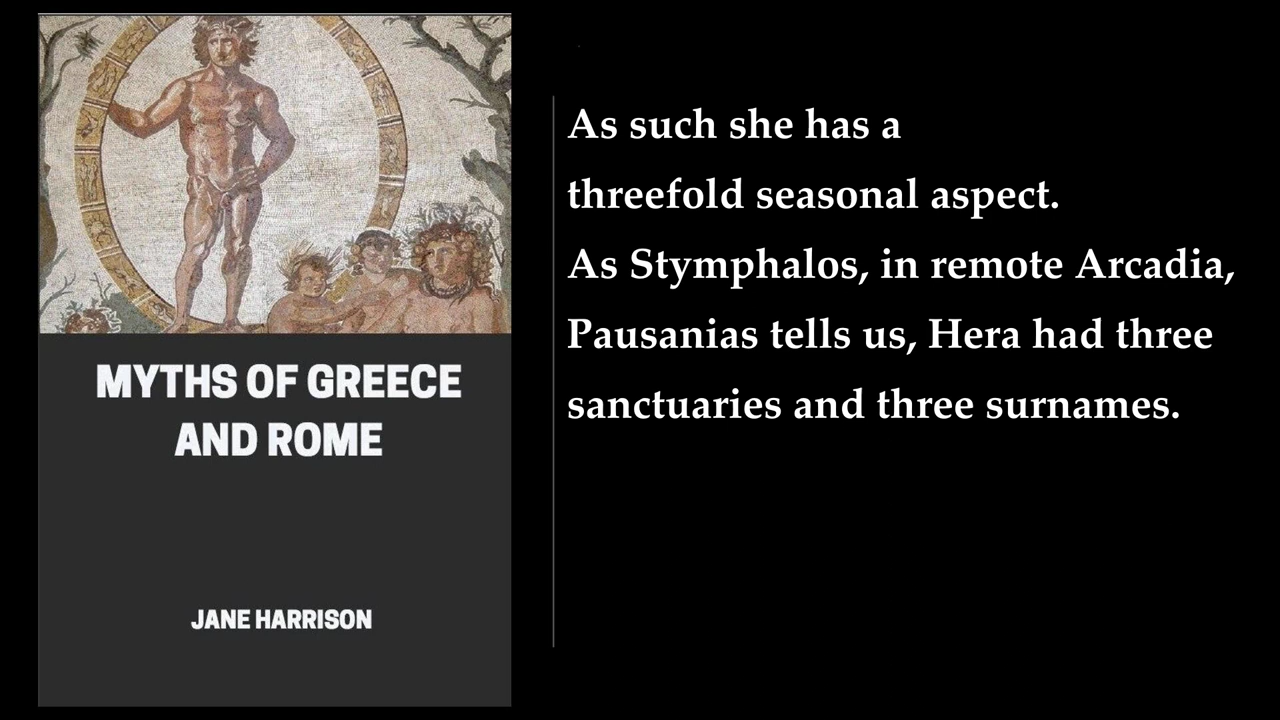 MYTHS OF GREECE
AND ROME
JANE HARRISON
As such she has a
threefold seasonal aspect.
As Stymphalos, in remote Arcadia,
Pausanias tells us, Hera had three
sanctuaries and three surnames.